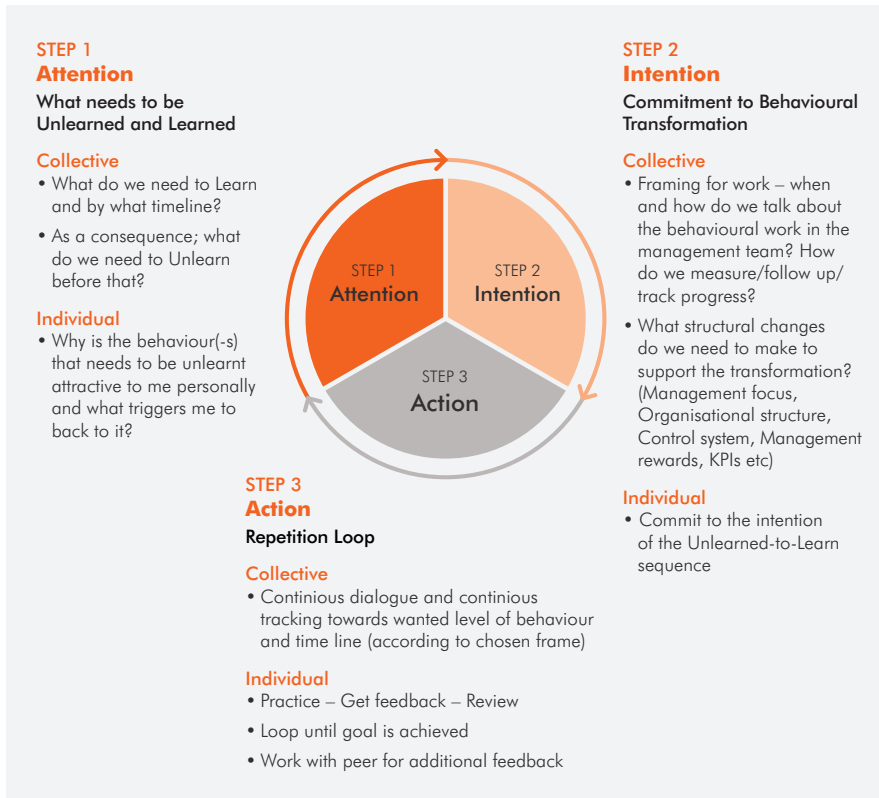 STEP 1
Attention
What needs to be
Unlearned and Learned
Collective
• What do we need to Learn
and by what timeline?
• As a consequence; what
do we need to Unlearn
before that?
Individual
• Why is the behaviour(-s)
that needs to be unlearnt
attractive to me personally
and what triggers me to
back to it?
STEP 2
Intention
Commitment to Behavioural
Transformation
Collective
• Framing for work – when
and how do we talk about
the behavioural work in the
management team? How
do we measure/follow up/
track progress?
• What structural changes
do we need to make to
support the transformation?
(Management focus,
Organisational structure,
Control system, Management
rewards, KPIs etc)
Individual
• Commit to the intention
of the Unlearned-to-Learn
sequence
STEP 1
Attention
STEP 2
Intention
STEP 3
Action
STEP 3
Action
Repetition Loop
Collective
• Continious dialogue and continious
tracking towards wanted level of behaviour
and time line (according to chosen frame)
Individual
• Practice – Get feedback – Review
• Loop until goal is achieved
• Work with peer for additional feedback